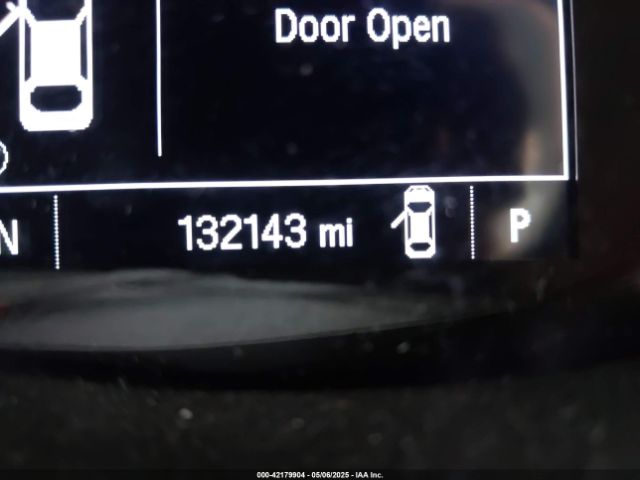 Door Open
N
132143 mi
P
000-42179904 - 05/06/2025 - IAA Inc.